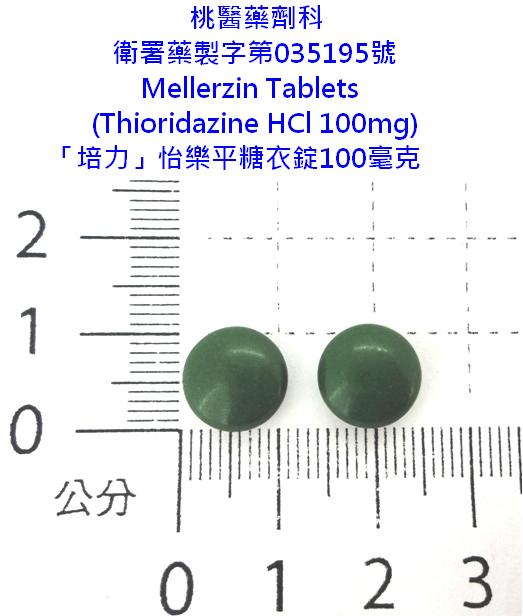 桃醫藥劑科
衛署藥製字第035195號
Mellerzin Tablets
(Thioridazine HCl 100mg)
「培力」怡樂平糖衣錠100毫克
2
1
0
公分
0 1 2 3